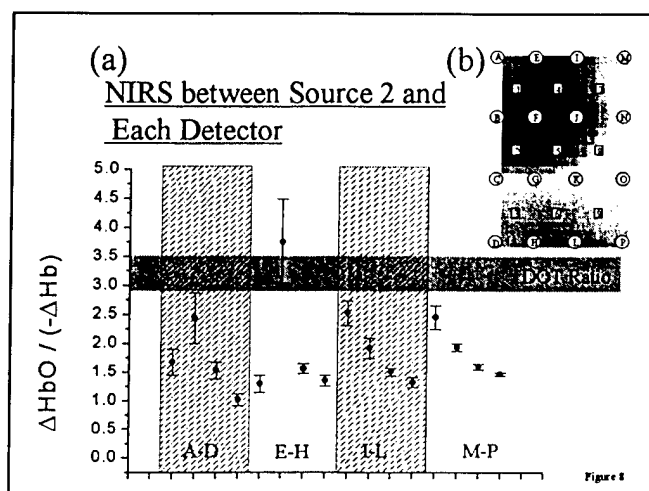 (a)
(b)
NIRS between Source 2 and
Each Detector
A E I M
B F J N
C G K O
D H L P
5.0
4.5
4.0
3.5
3.0
2.5
2.0
1.5
1.0
0.5
0.0
ΔHbO / (-ΔHb)
DOT Ratio
A-D
E-H
I-L
M-P
Figure 8